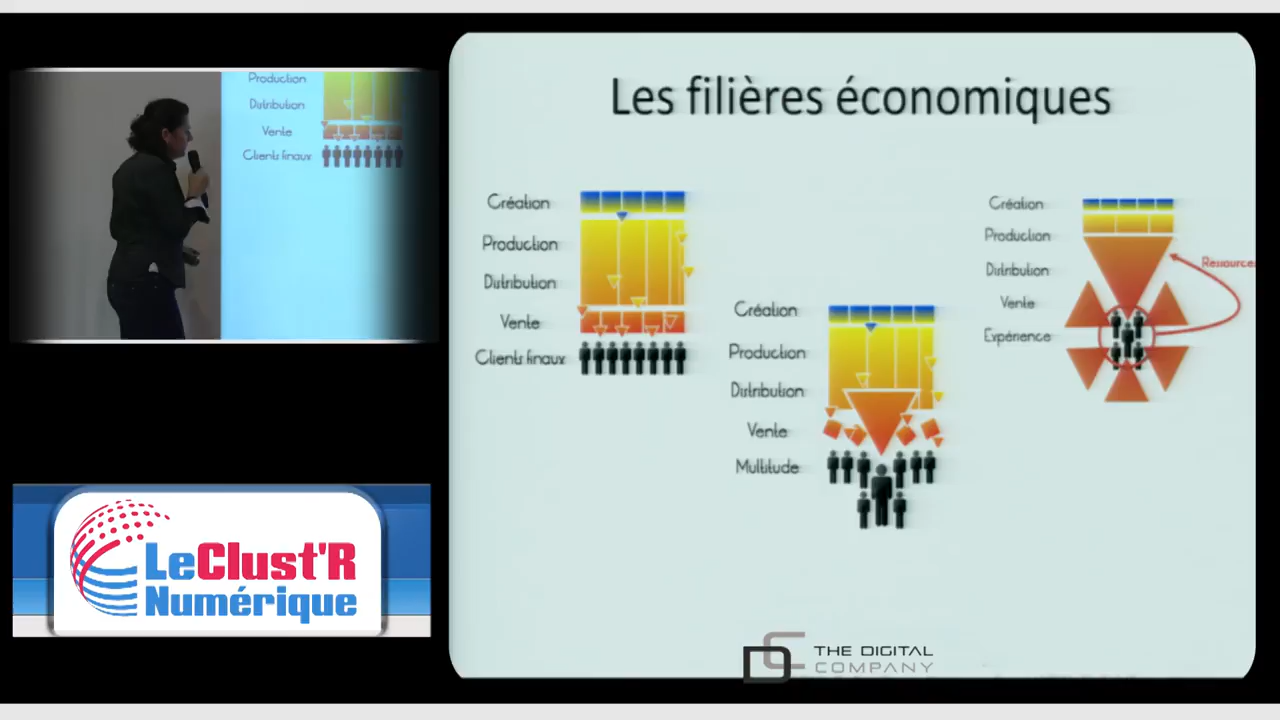 Production
Distribution
Vente
Clients finaux
LeClust'R
Numérique
Les filières économiques
Création
Production
Distribution
Vente
Clients finaux
Création
Production
Distribution
Vente
Multitude
Création
Production
Distribution
Vente
Expérience
Ressources
THE DIGITAL
COMPANY